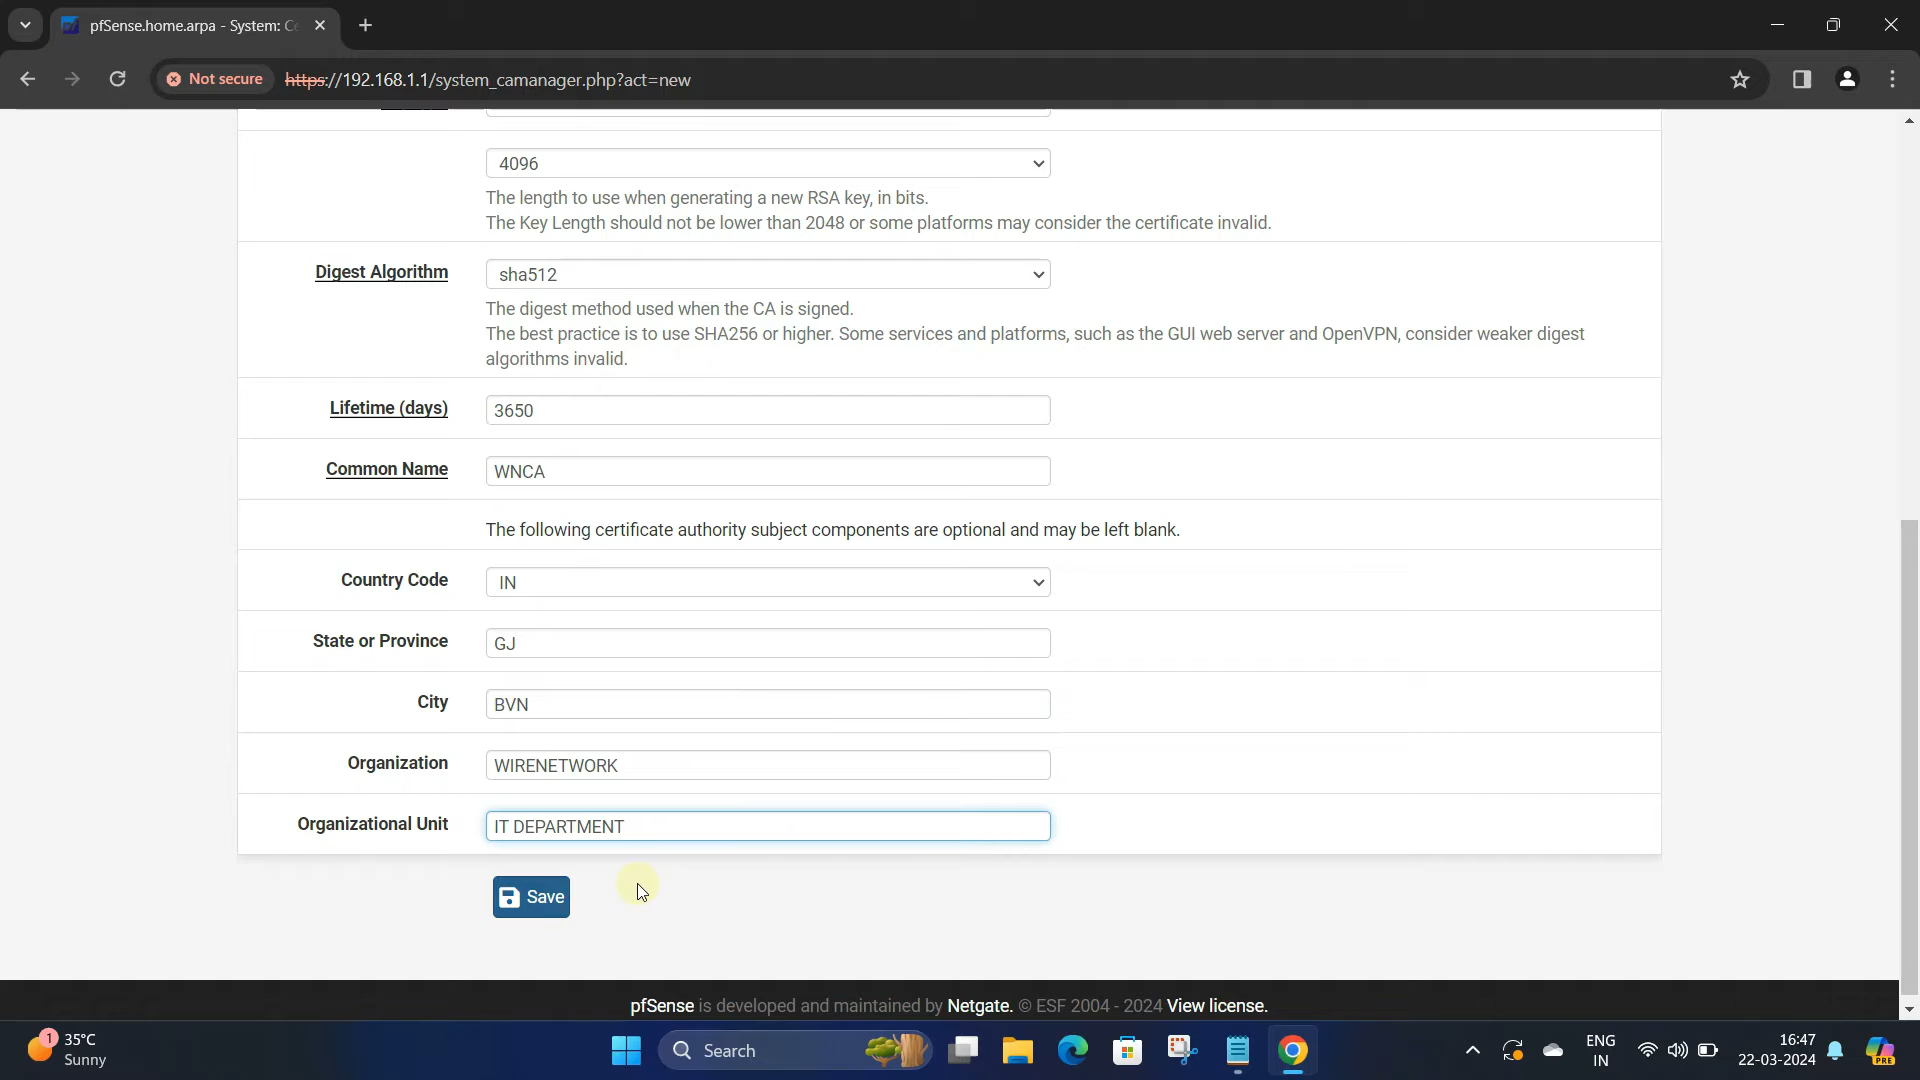 pfSense.home.arpa - System: Ce
Not secure https://192.168.1.1/system_camanager.php?act=new
4096
The length to use when generating a new RSA key, in bits.
The Key Length should not be lower than 2048 or some platforms may consider the certificate invalid.
Digest Algorithm sha512
The digest method used when the CA is signed.
The best practice is to use SHA256 or higher. Some services and platforms, such as the GUI web server and OpenVPN, consider weaker digest
algorithms invalid.
Lifetime (days) 3650
Common Name WNCA
The following certificate authority subject components are optional and may be left blank.
Country Code IN
State or Province GJ
City BVN
Organization WIRENETWORK
Organizational Unit IT DEPARTMENT
Save
pfSense is developed and maintained by Netgate. © ESF 2004 - 2024 View license.
1 35°C
Sunny
Search
ENG
IN
16:47
22-03-2024
PRE